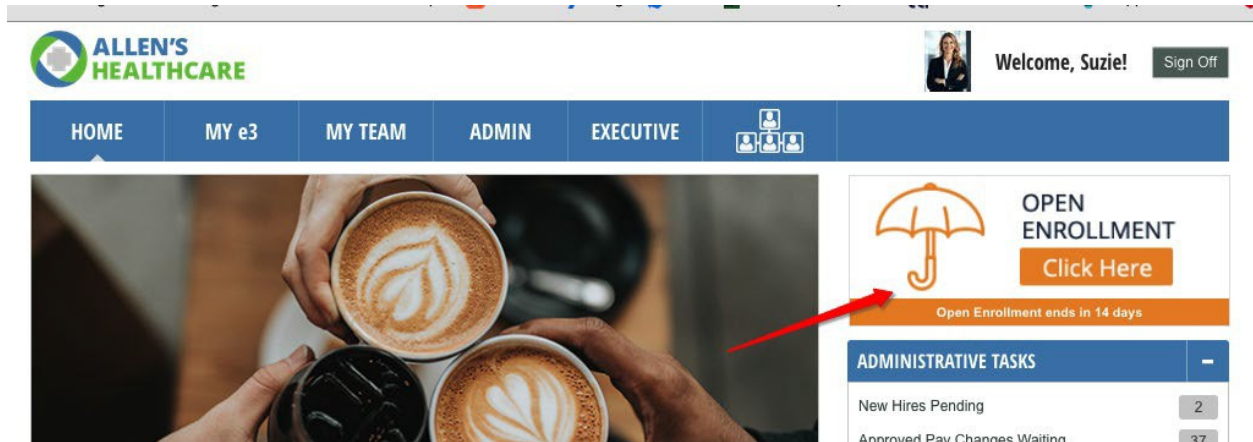 ALLEN'S
HEALTHCARE
Welcome, Suzie!
Sign Off
HOME
MY e3
MY TEAM
ADMIN
EXECUTIVE
OPEN
ENROLLMENT
Click Here
Open Enrollment ends in 14 days
ADMINISTRATIVE TASKS
New Hires Pending
2
Approved Pay Changes Waiting
37